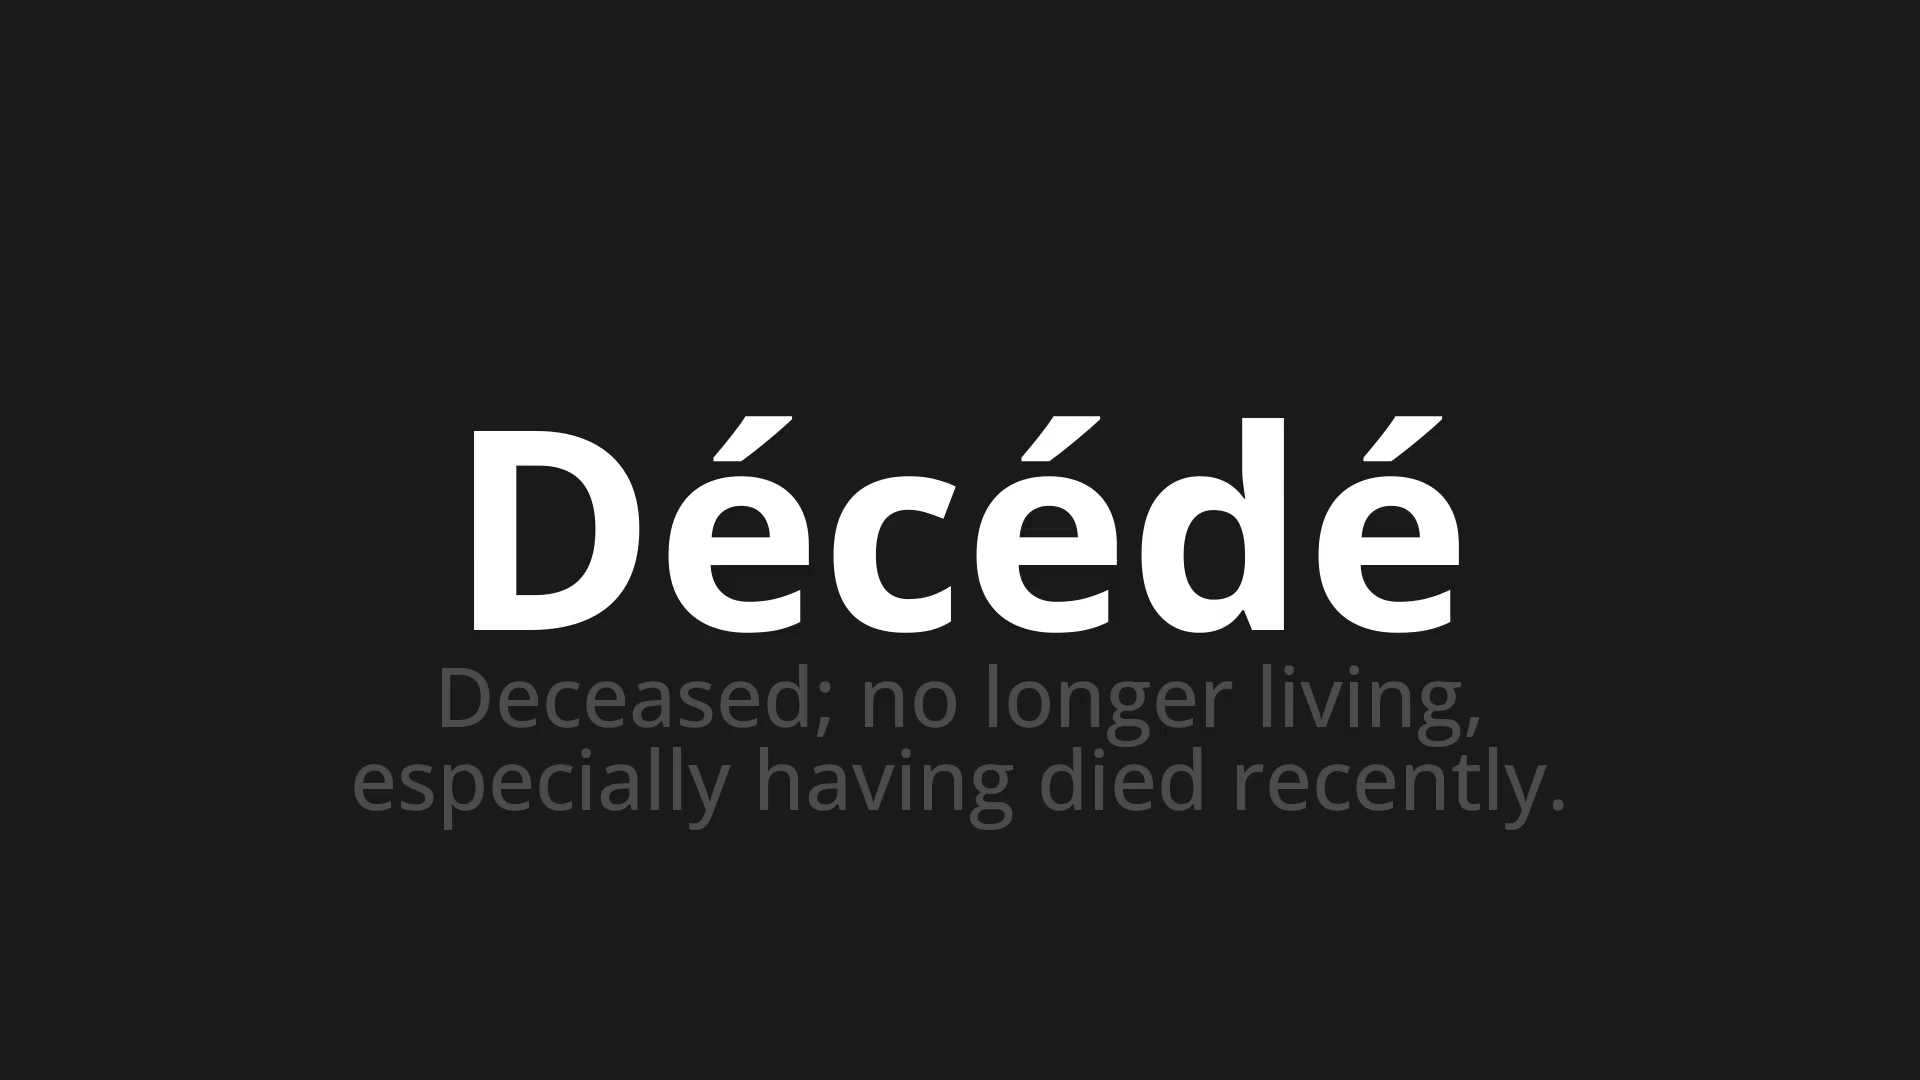 Décédé
Deceased; no longer living,
especially having died recently.